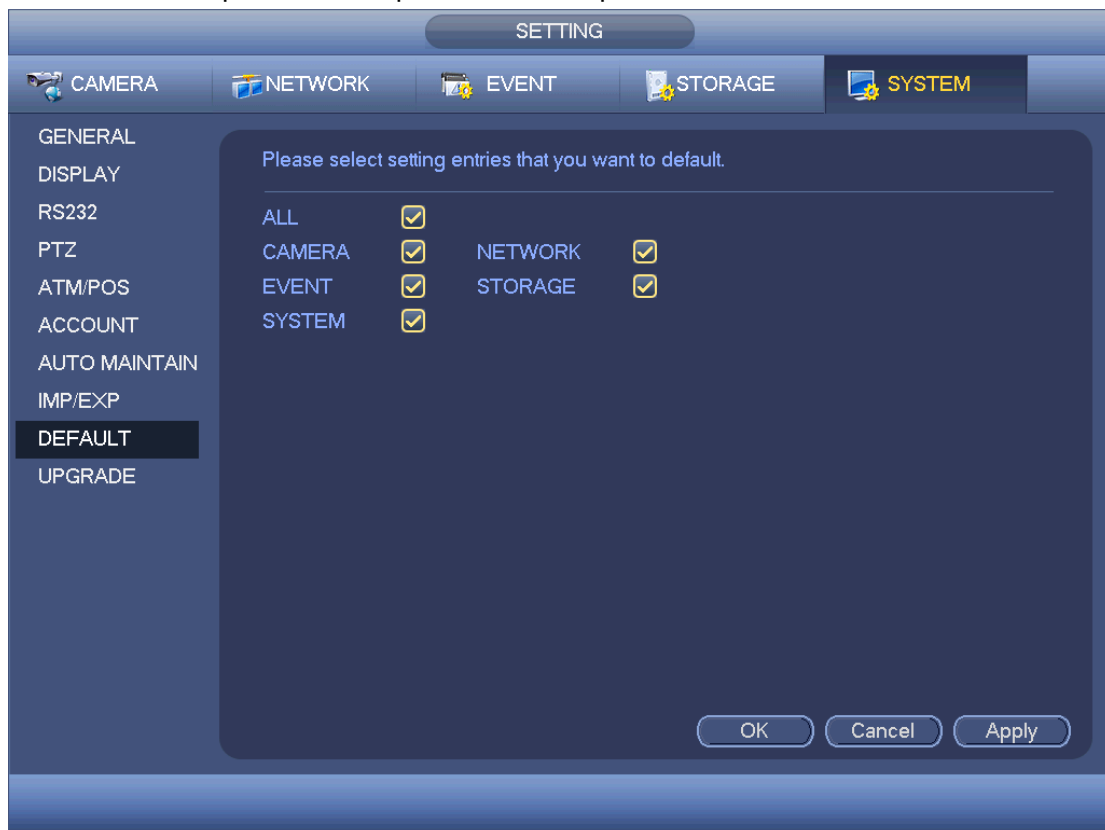 SETTING
CAMERA NETWORK EVENT STORAGE SYSTEM
GENERAL
DISPLAY
RS232
PTZ
ATM/POS
ACCOUNT
AUTO MAINTAIN
IMP/EXP
DEFAULT
UPGRADE
Please select setting entries that you want to default.
ALL
CAMERA NETWORK
EVENT STORAGE
SYSTEM
OK Cancel Apply